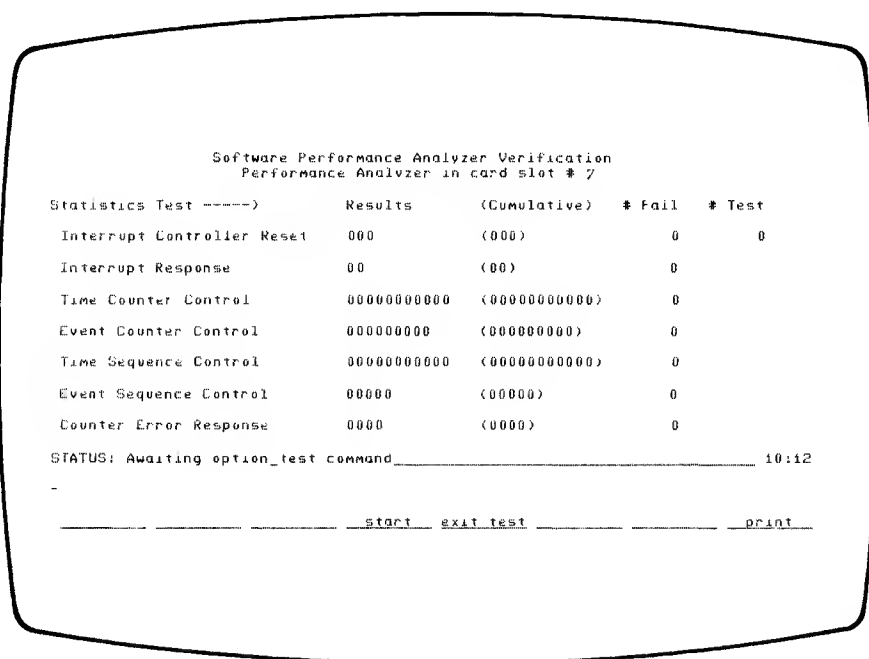 Software Performance Analyzer Verification
Performance Analyzer in card slot # 7
Statistics Test -----> Results (Cumulative) # Fail # Test
Interrupt Controller Reset 000 (000) 0 0
Interrupt Response 00 (00) 0
Time Counter Control 00000000000 (00000000000) 0
Event Counter Control 000000000 (000000000) 0
Time Sequence Control 00000000000 (00000000000) 0
Event Sequence Control 00000 (00000) 0
Counter Error Response 0000 (0000) 0
STATUS: Awaiting option_test command 10:12
start exit test print